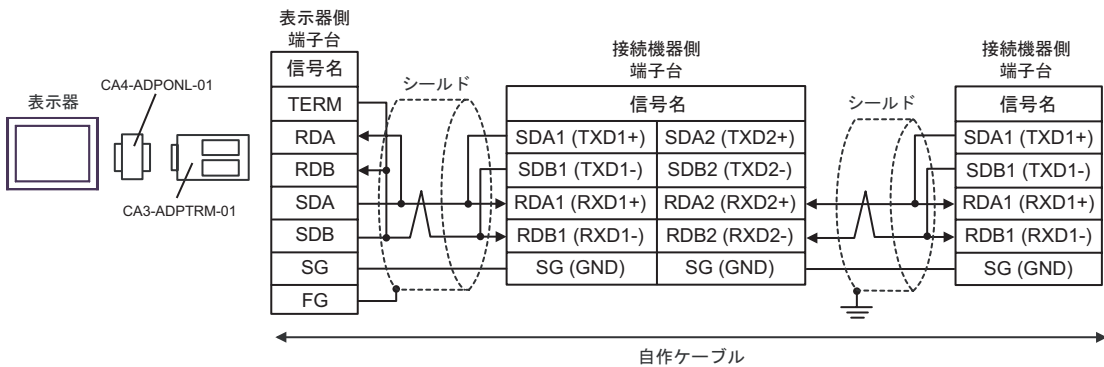 表示器
CA4-ADPONL-01
CA3-ADPTRM-01
表示器側
端子台
信号名
TERM
RDA
RDB
SDA
SDB
SG
FG
シールド
接続機器側
端子台
信号名
SDA1 (TXD1+) SDA2 (TXD2+)
SDB1 (TXD1-) SDB2 (TXD2-)
RDA1 (RXD1+) RDA2 (RXD2+)
RDB1 (RXD1-) RDB2 (RXD2-)
SG (GND) SG (GND)
シールド
接続機器側
端子台
信号名
SDA1 (TXD1+)
SDB1 (TXD1-)
RDA1 (RXD1+)
RDB1 (RXD1-)
SG (GND)
自作ケーブル